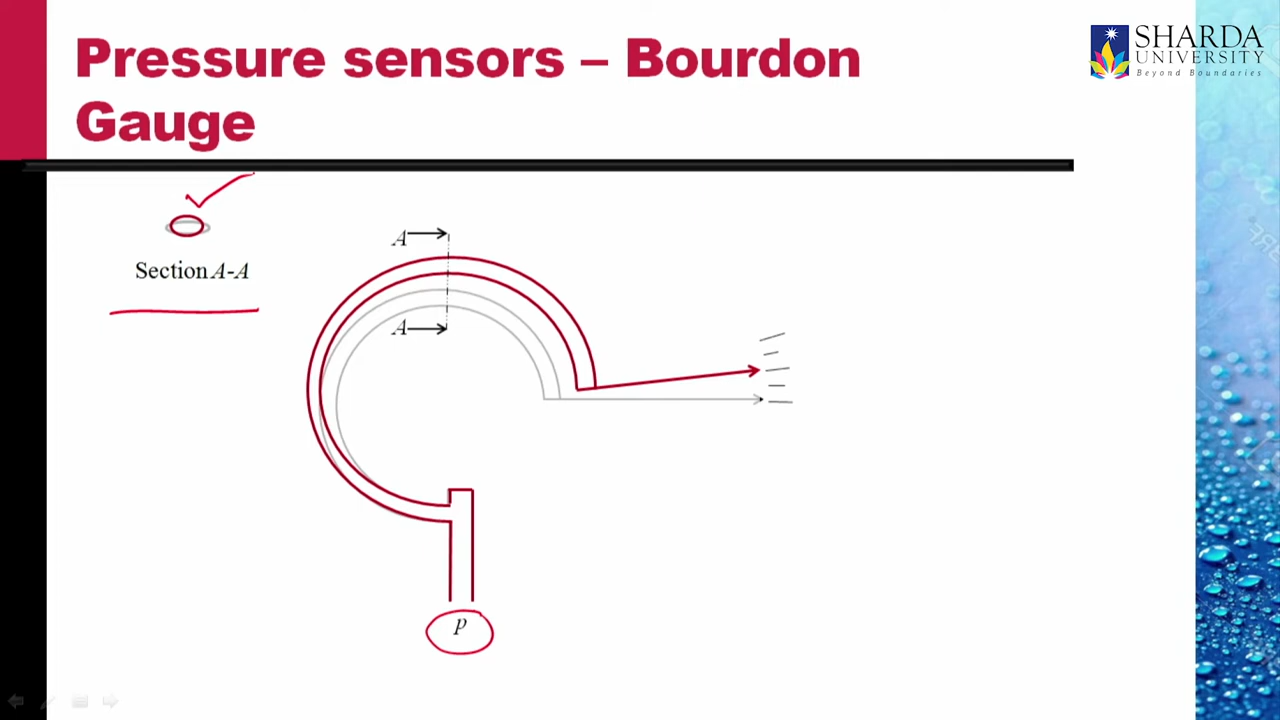 Pressure sensors – Bourdon
Gauge
SHARDA
UNIVERSITY
Beyond Boundaries
A
Section A-A
A
p